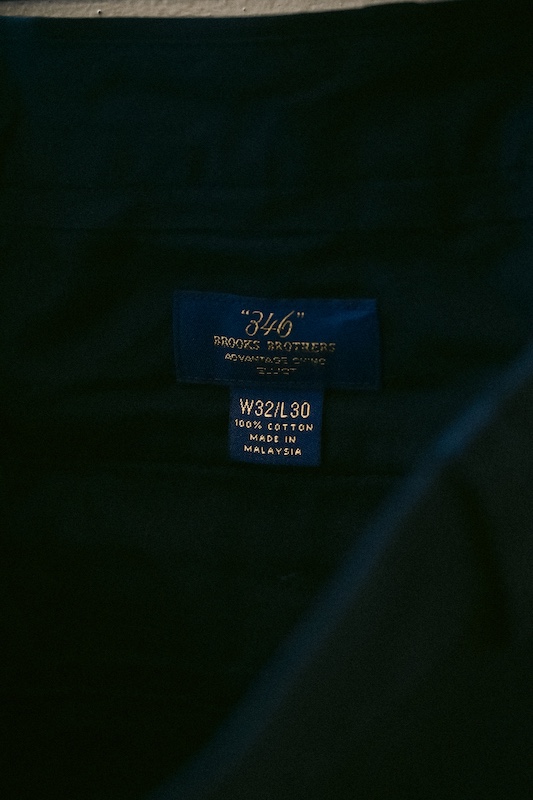 "346"
BROOKS BROTHERS
ADVANTAGE CHINO
ELLIOT
W32/L30
100% COTTON
MADE IN
MALAYSIA